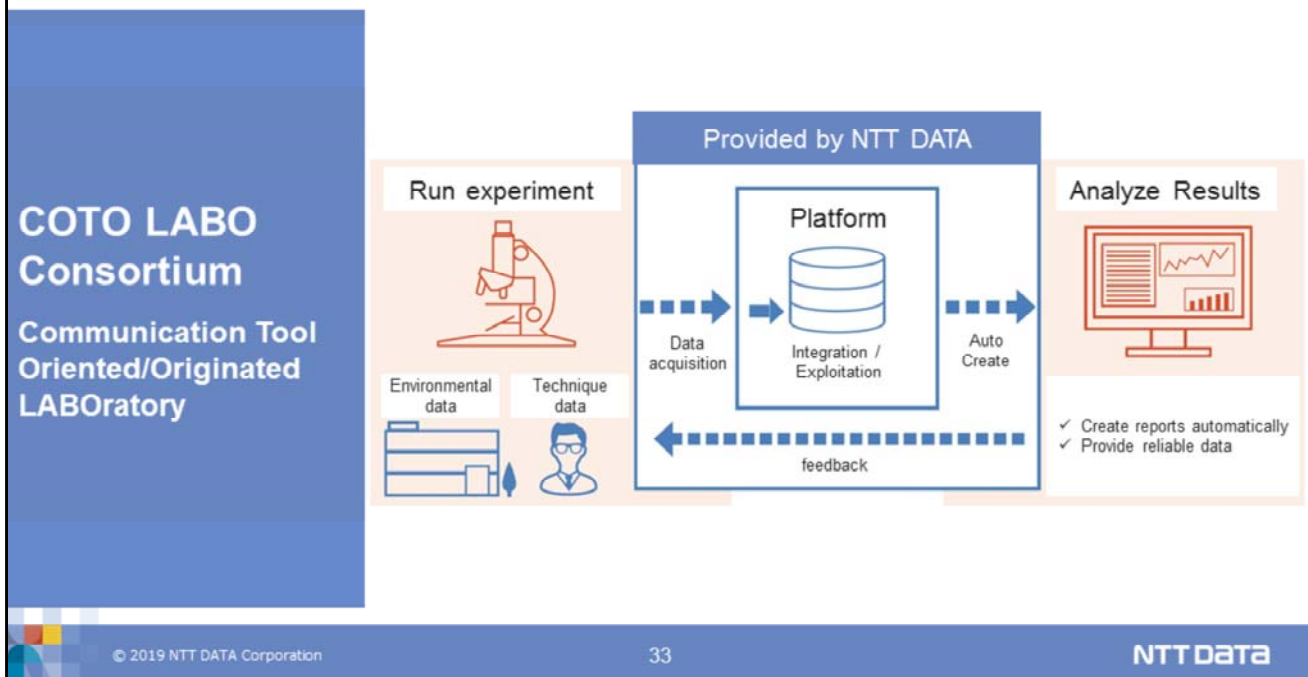 COTO LABO
Consortium
Communication Tool
Oriented/Originated
LABOratory
Provided by NTT DATA
Run experiment
Environmental
data
Technique
data
Data
acquisition
Platform
Integration /
Exploitation
Auto
Create
feedback
Analyze Results
✓ Create reports automatically
✓ Provide reliable data
© 2019 NTT DATA Corporation
33
NTT DATA